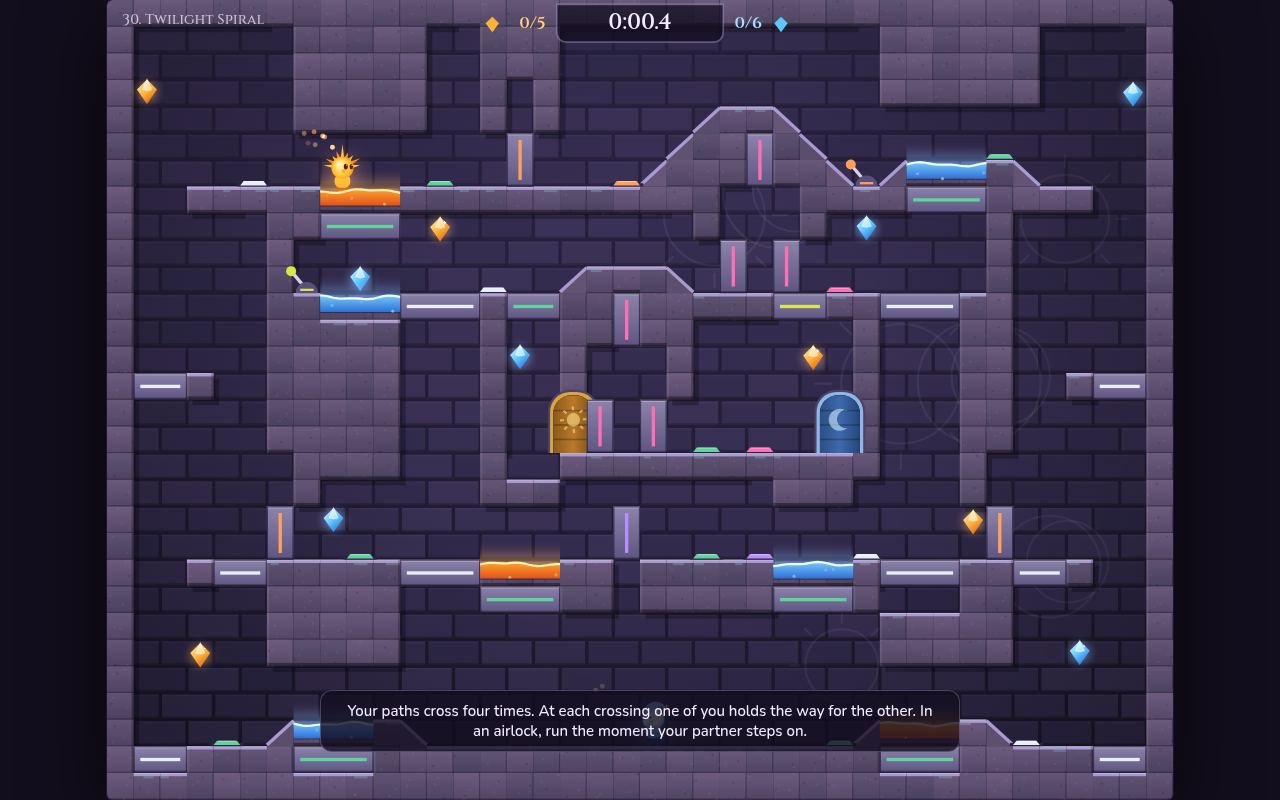 30. Twilight Spiral
0/5
0:00.4
0/6
Your paths cross four times. At each crossing one of you holds the way for the other. In
an airlock, run the moment your partner steps on.